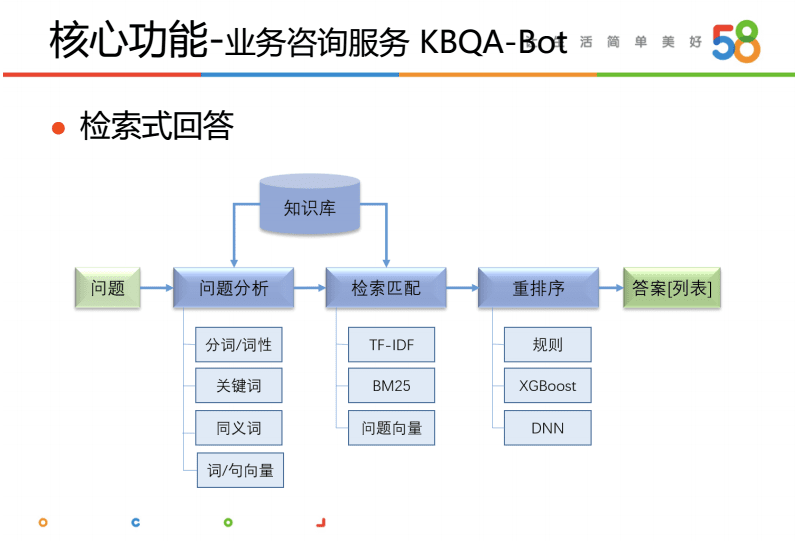 核心功能-业务咨询服务 KBQA-Bot
活 简 单 美 好 58
检索式回答
知识库
问题
问题分析
检索匹配
重排序
答案[列表]
分词/词性
TF-IDF
规则
关键词
BM25
XGBoost
同义词
问题向量
DNN
词/句向量